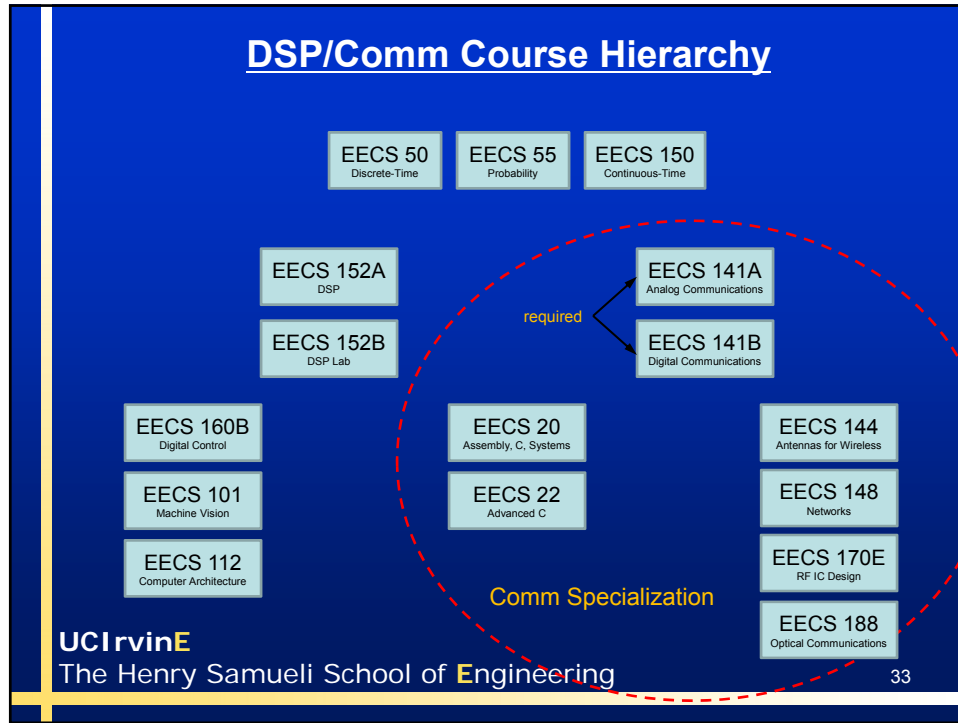 DSP/Comm Course Hierarchy
EECS 50
Discrete-Time
EECS 55
Probability
EECS 150
Continuous-Time
EECS 152A
DSP
EECS 141A
Analog Communications
required
EECS 152B
DSP Lab
EECS 141B
Digital Communications
EECS 160B
Digital Control
EECS 20
Assembly, C, Systems
EECS 144
Antennas for Wireless
EECS 101
Machine Vision
EECS 22
Advanced C
EECS 148
Networks
EECS 112
Computer Architecture
EECS 170E
RF IC Design
Comm Specialization
EECS 188
Optical Communications
UCIrvinE
The Henry Samueli School of Engineering
33